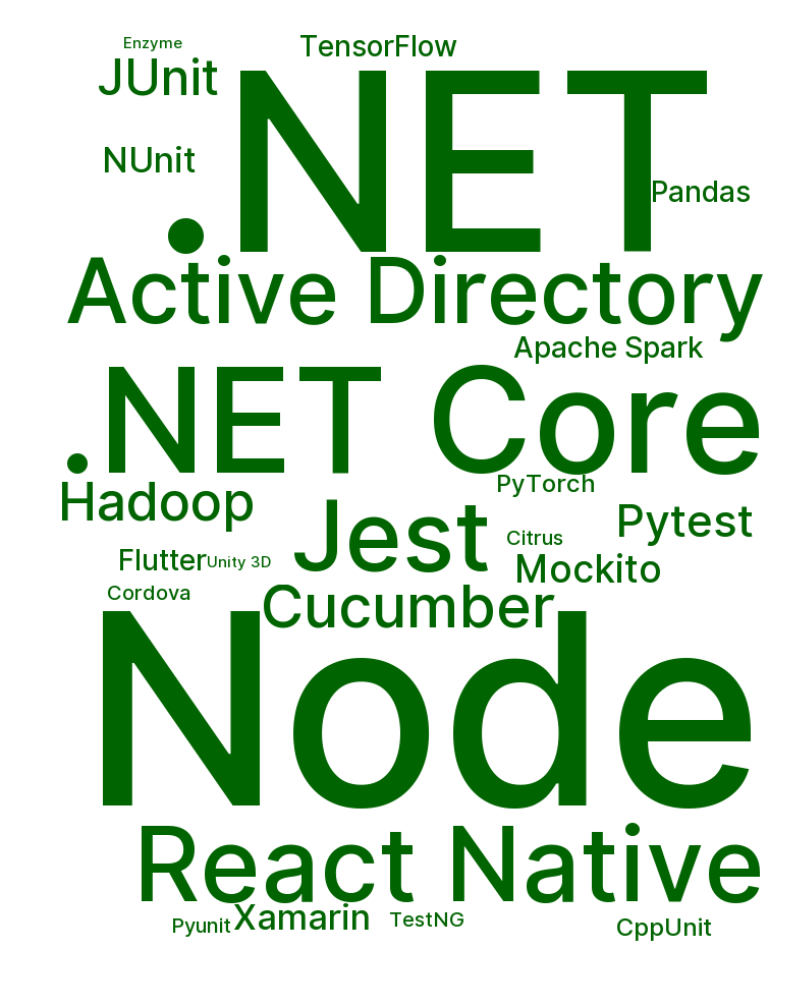 Enzyme
TensorFlow
JUnit
.NET
NUnit
Pandas
Active Directory
Apache Spark
.NET Core
PyTorch
Hadoop
Jest
Pytest
Citrus
Flutter
Unity 3D
Mockito
Cordova
Cucumber
Node
React Native
Xamarin
TestNG
Pyunit
CppUnit